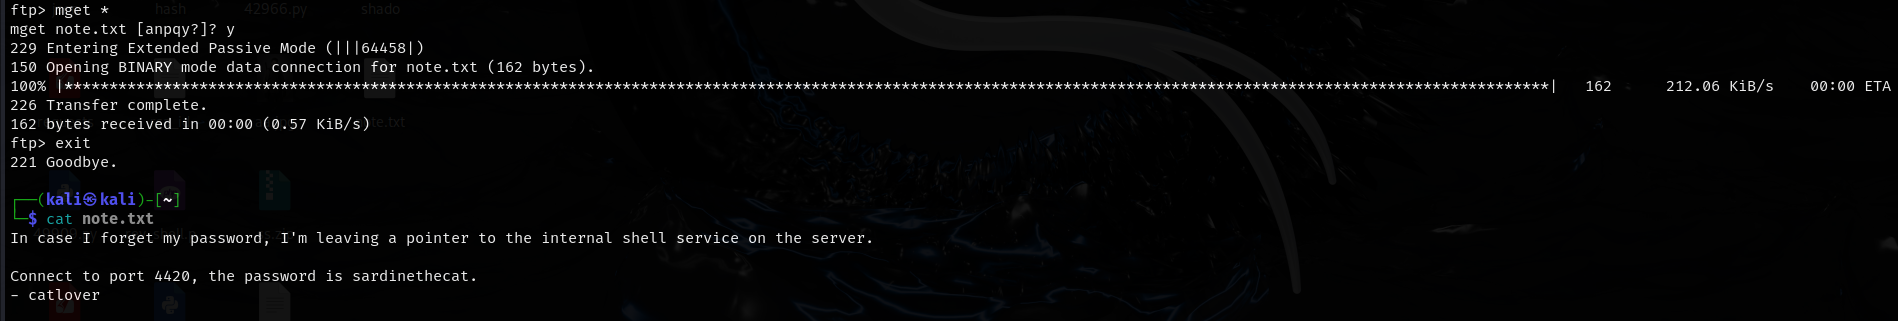 hash 42966.py shado
ftp> mget *
mget note.txt [anpqy?]? y
229 Entering Extended Passive Mode (|||64458|)
150 Opening BINARY mode data connection for note.txt (162 bytes).
100% |*********************************************************************************************************************************************************************| 162 212.06 KiB/s 00:00 ETA
226 Transfer complete.
162 bytes received in 00:00 (0.57 KiB/s)
ftp> exit
221 Goodbye.
┌──(kali㉿kali)-[~]
└─$ cat note.txt
In case I forget my password, I'm leaving a pointer to the internal shell service on the server.
Connect to port 4420, the password is sardinethecat.
- catlover